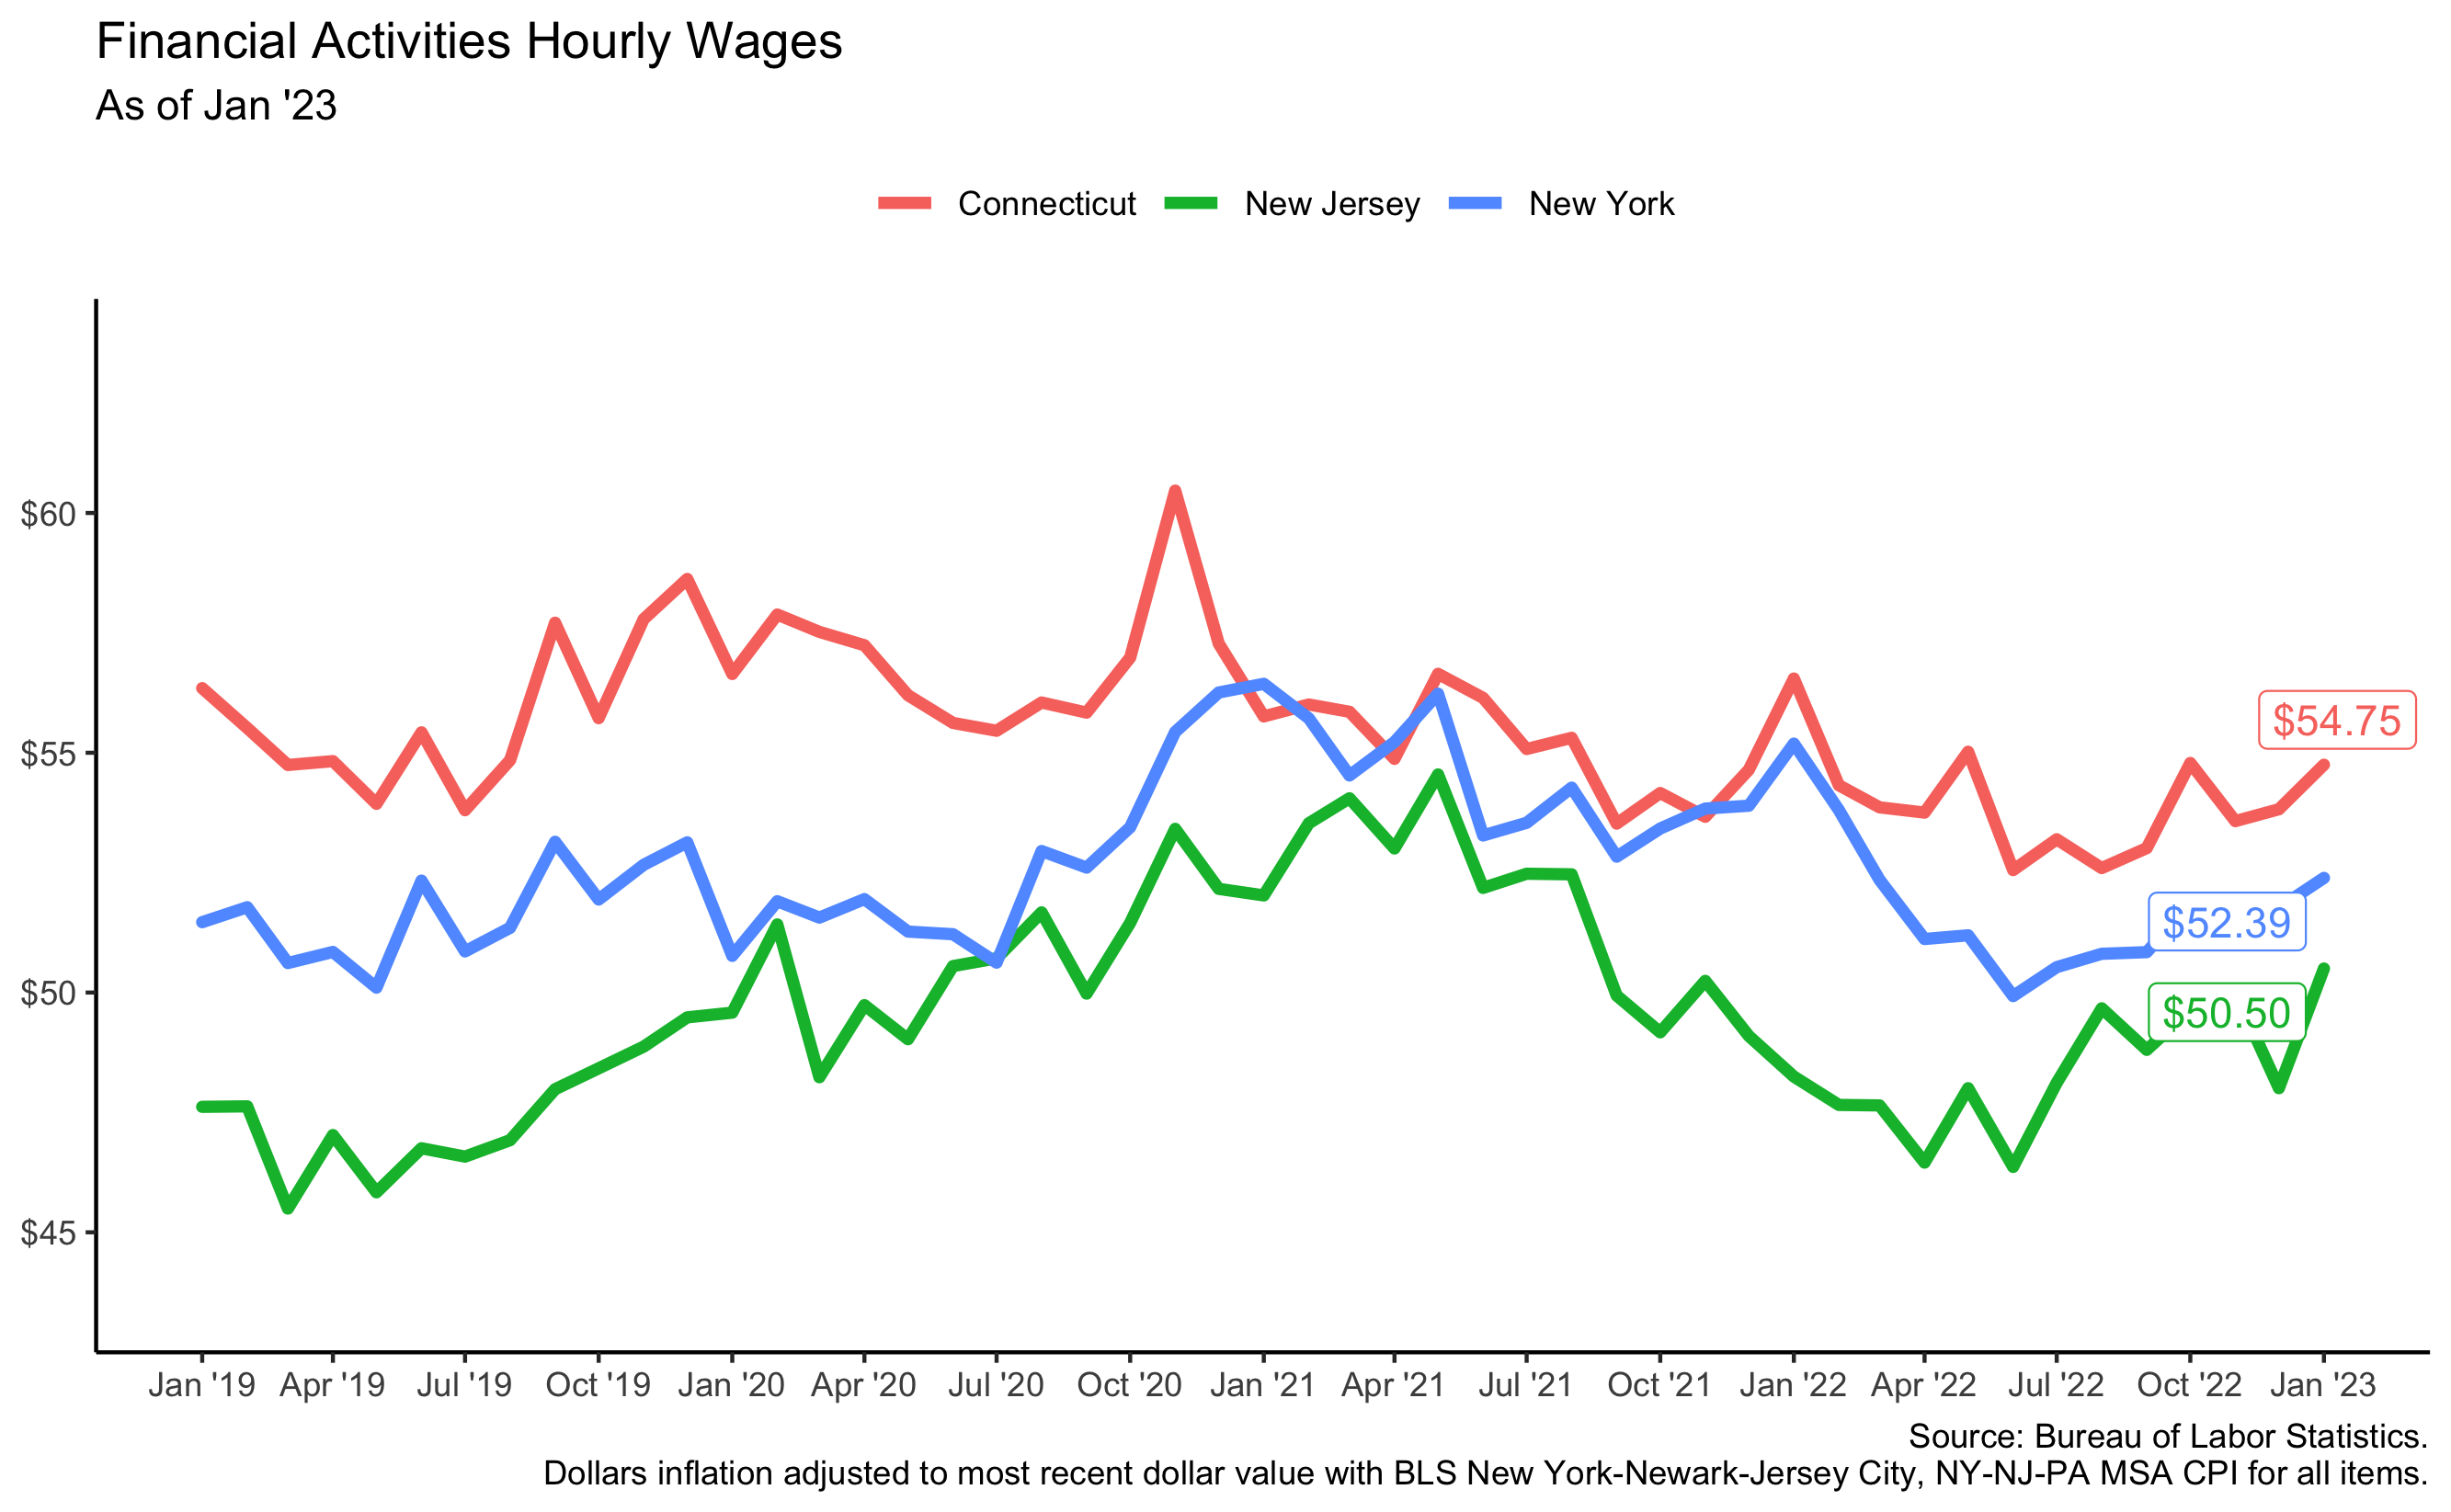 Financial Activities Hourly Wages
As of Jan '23
Connecticut New Jersey New York
$60
$55
$50
$45
$54.75
$52.39
$50.50
Jan '19 Apr '19 Jul '19 Oct '19 Jan '20 Apr '20 Jul '20 Oct '20 Jan '21 Apr '21 Jul '21 Oct '21 Jan '22 Apr '22 Jul '22 Oct '22 Jan '23
Source: Bureau of Labor Statistics.
Dollars inflation adjusted to most recent dollar value with BLS New York-Newark-Jersey City, NY-NJ-PA MSA CPI for all items.